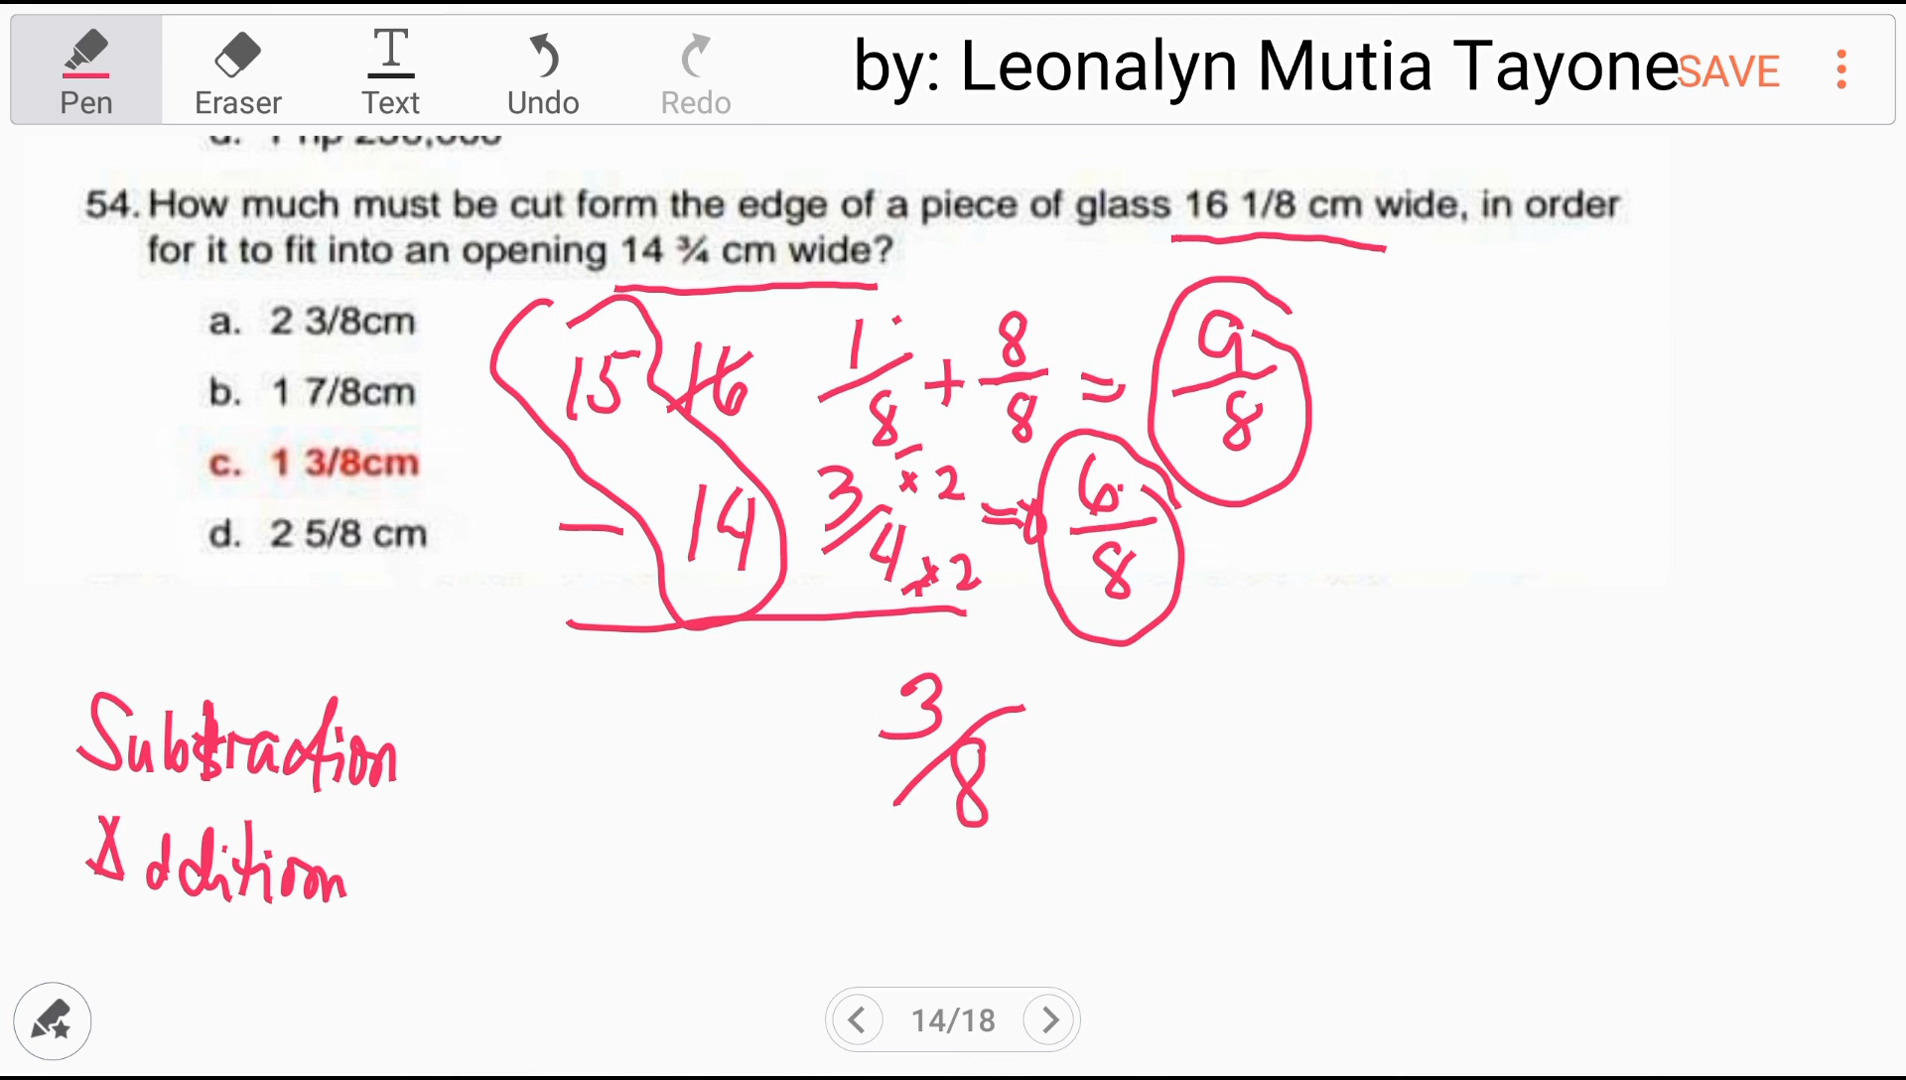 Pen Eraser Text Undo Redo by: Leonalyn Mutia Tayone SAVE
54. How much must be cut form the edge of a piece of glass 16 1/8 cm wide, in order
for it to fit into an opening 14 ¾ cm wide?
a. 2 3/8cm
b. 1 7/8cm
c. 1 3/8cm
d. 2 5/8 cm
15 16 1/8 + 8/8 = 9/8
- 14 3/4 × 2 × 2 = 6/8
3/8
Subtraction
Addition
14/18